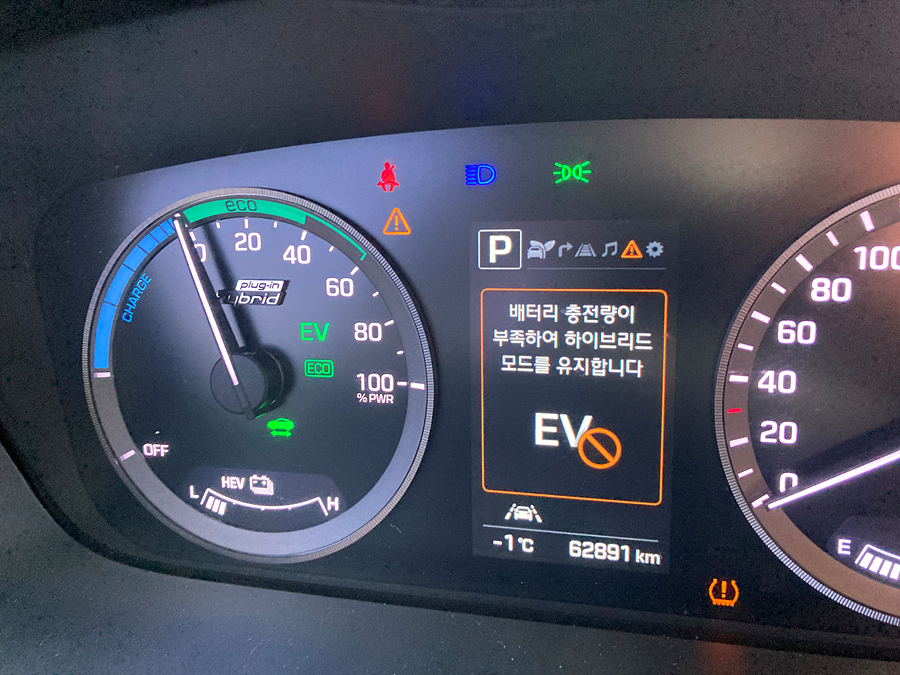 eco
CHARGE
0
20
40
60
80
100
% PWR
plug-in
hybrid
EV
ECO
OFF
HEV
L
H
P
배터리 충전량이
부족하여 하이브리드
모드를 유지합니다
EV
-1 °C
62891 km
100
80
60
40
20
0
E